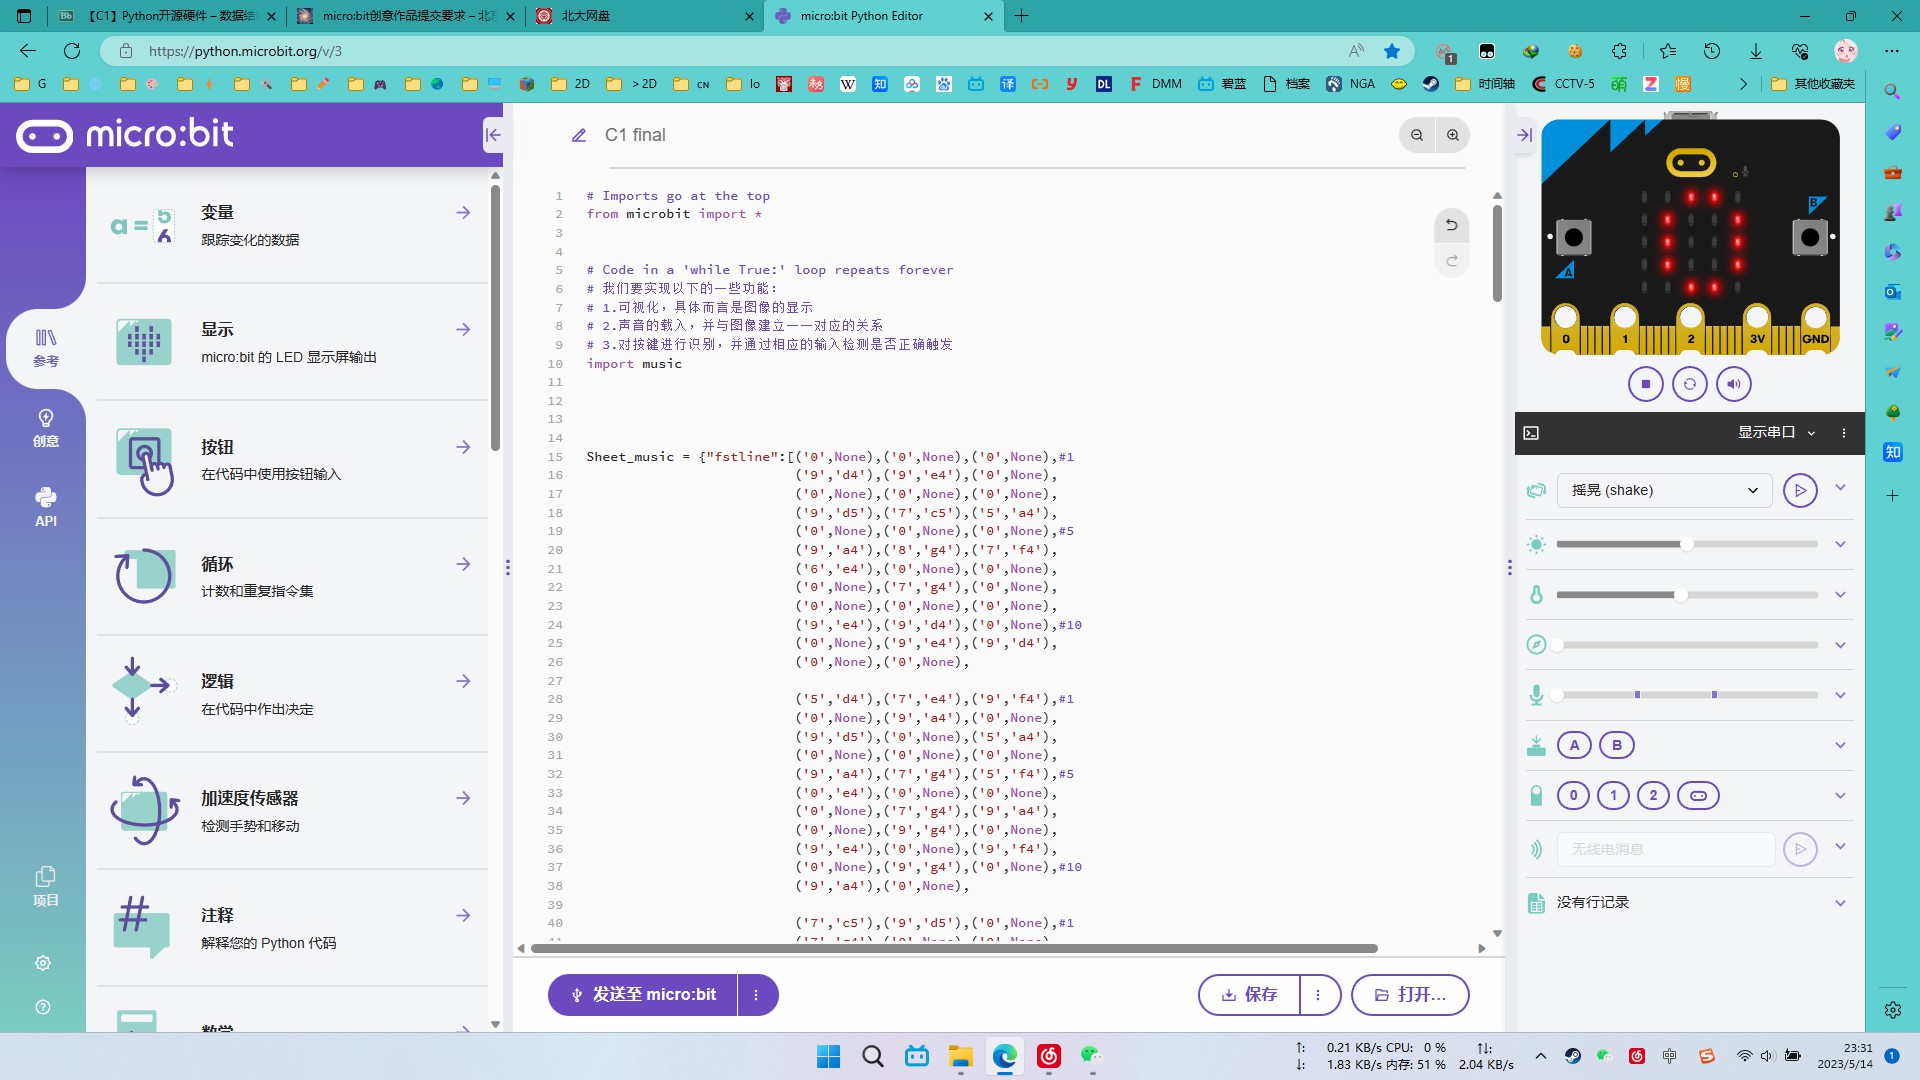 【C1】Python开源硬件 – 数据结
micro:bit创意作品提交要求 – 北京
北大网盘
micro:bit Python Editor
https://python.microbit.org/v/3
1
G
2D
> 2D
CN
lo
DL
DMM
碧蓝
档案
NGA
时间轴
CCTV-5
其他收藏夹
micro:bit
参考
创意
API
项目
变量
跟踪变化的数据
显示
micro:bit 的 LED 显示屏输出
按钮
在代码中使用按钮输入
循环
计数和重复指令集
逻辑
在代码中作出决定
加速度传感器
检测手势和移动
注释
解释您的 Python 代码
数学
C1 final
1 # Imports go at the top
2 from microbit import *
3
4
5 # Code in a 'while True:' loop repeats forever
6 # 我们要实现以下的一些功能：
7 # 1.可视化，具体而言是图像的显示
8 # 2.声音的载入，并与图像建立一一对应的关系
9 # 3.对按键进行识别，并通过相应的输入检测是否正确触发
10 import music
11
12
13
14
15 Sheet_music = {"fstline":[('0',None),('0',None),('0',None),#1
16 ('9','d4'),('9','e4'),('0',None),
17 ('0',None),('0',None),('0',None),
18 ('9','d5'),('7','c5'),('5','a4'),
19 ('0',None),('0',None),('0',None),#5
20 ('9','a4'),('8','g4'),('7','f4'),
21 ('6','e4'),('0',None),('0',None),
22 ('0',None),('7','g4'),('0',None),
23 ('0',None),('0',None),('0',None),
24 ('9','e4'),('9','d4'),('0',None),#10
25 ('0',None),('9','e4'),('9','d4'),
26 ('0',None),('0',None),
27
28 ('5','d4'),('7','e4'),('9','f4'),#1
29 ('0',None),('9','a4'),('0',None),
30 ('9','d5'),('0',None),('5','a4'),
31 ('0',None),('0',None),('0',None),
32 ('9','a4'),('7','g4'),('5','f4'),#5
33 ('0','e4'),('0',None),('0',None),
34 ('0',None),('7','g4'),('9','a4'),
35 ('0',None),('9','g4'),('0',None),
36 ('9','e4'),('0',None),('9','f4'),
37 ('0',None),('9','g4'),('0',None),#10
38 ('9','a4'),('0',None),
39
40 ('7','c5'),('9','d5'),('0',None),#1
发送至 micro:bit
保存
打开...
A
B
0 1 2 3V GND
显示串口
摇晃 (shake)
A B
0 1 2
无线电消息
没有行记录
0.21 KB/s CPU: 0 %
1.83 KB/s 内存: 51 % 2.04 KB/s
中
23:31
2023/5/14
1